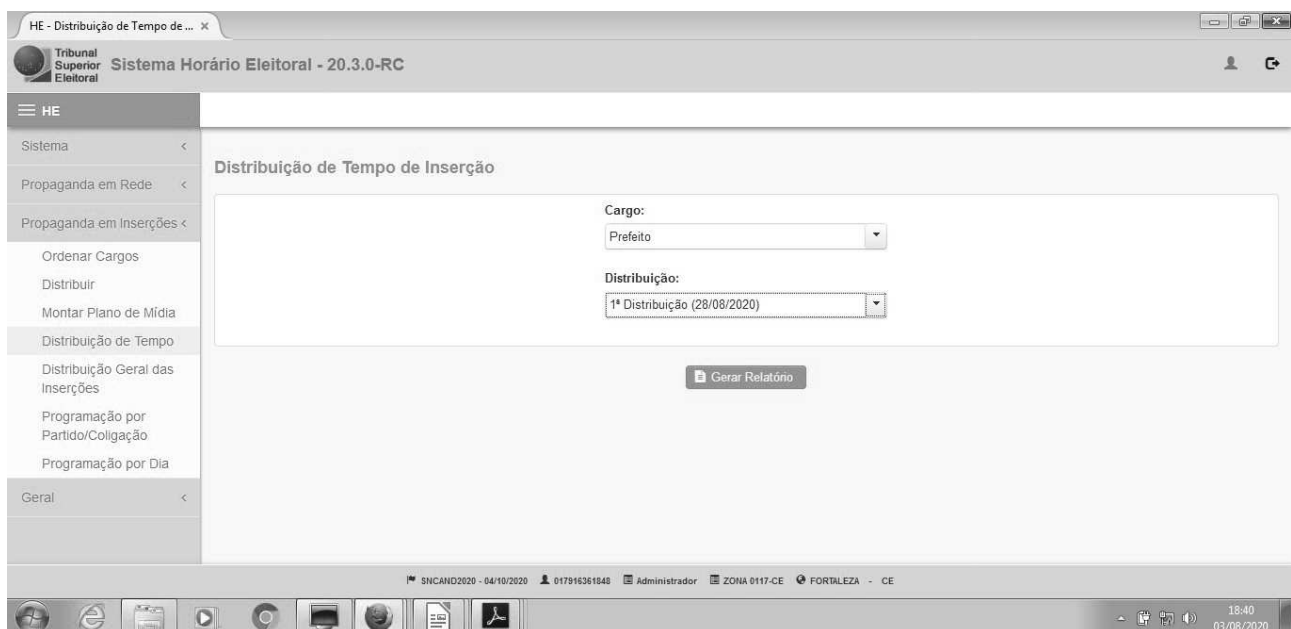 HE - Distribuição de Tempo de ...
Tribunal
Superior
Eleitoral
Sistema Horário Eleitoral - 20.3.0-RC
HE
Sistema
Propaganda em Rede
Propaganda em Inserções
Ordenar Cargos
Distribuir
Montar Plano de Mídia
Distribuição de Tempo
Distribuição Geral das
Inserções
Programação por
Partido/Coligação
Programação por Dia
Geral
Distribuição de Tempo de Inserção
Cargo:
Prefeito
Distribuição:
1ª Distribuição (28/08/2020)
Gerar Relatório
SNCAND2020 - 04/10/2020 017916361848 Administrador ZONA 0117-CE FORTALEZA - CE
18:40
03/08/2020